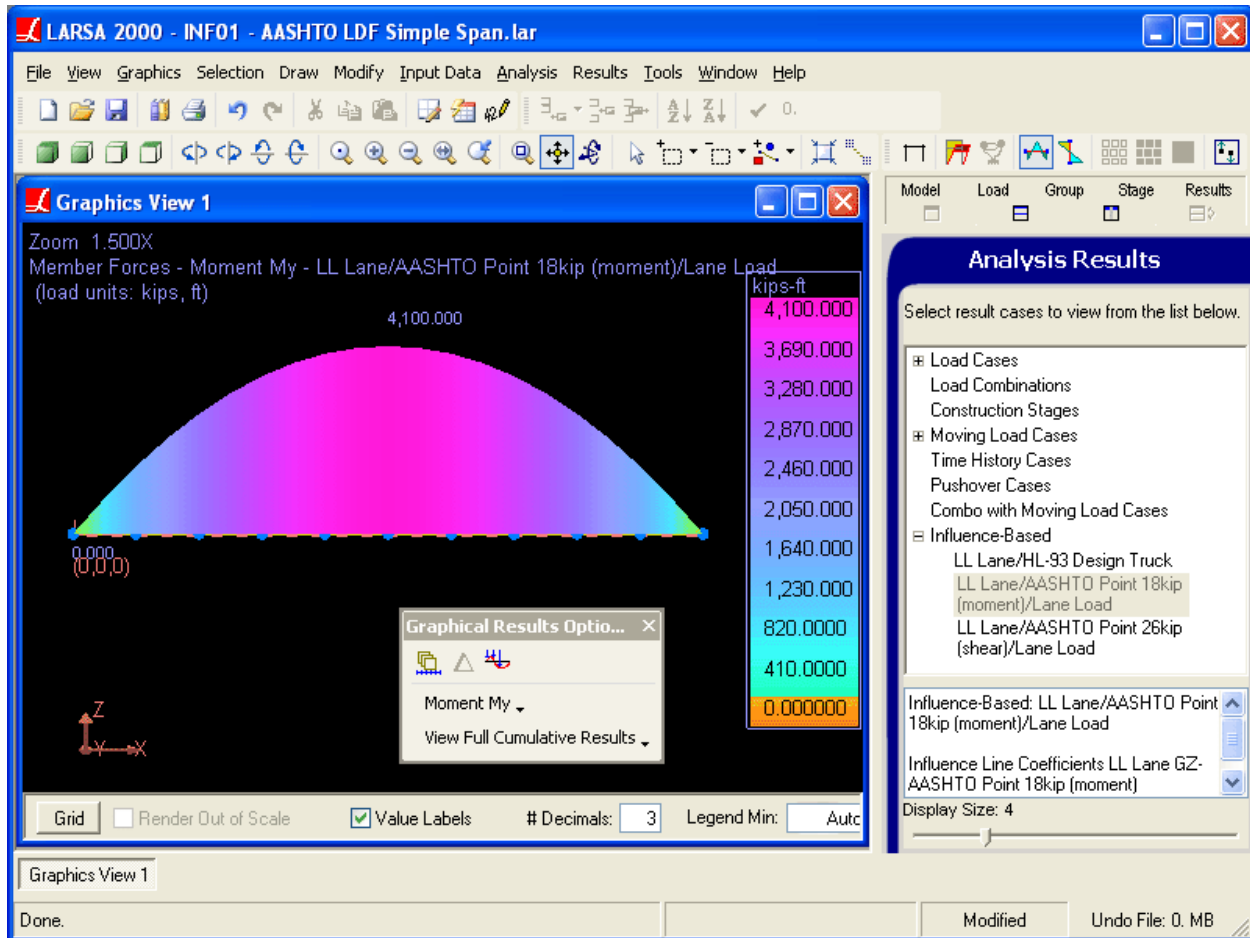 LARSA 2000 - INF01 - AASHTO LDF Simple Span.lar
File View Graphics Selection Draw Modify Input Data Analysis Results Tools Window Help
0.
Model Load Group Stage Results
Graphics View 1
Zoom 1.500X
Member Forces - Moment My - LL Lane/AASHTO Point 18kip (moment)/Lane Load
(load units: kips, ft)
4,100.000
0.000
(0,0,0)
kips-ft
4,100.000
3,690.000
3,280.000
2,870.000
2,460.000
2,050.000
1,640.000
1,230.000
820.0000
410.0000
0.000000
Graphical Results Optio...
Moment My
View Full Cumulative Results
Z
Y X
Grid Render Out of Scale Value Labels # Decimals: 3 Legend Min: Auto
Analysis Results
Select result cases to view from the list below.
Load Cases
Load Combinations
Construction Stages
Moving Load Cases
Time History Cases
Pushover Cases
Combo with Moving Load Cases
Influence-Based
LL Lane/HL-93 Design Truck
LL Lane/AASHTO Point 18kip
(moment)/Lane Load
LL Lane/AASHTO Point 26kip
(shear)/Lane Load
Influence-Based: LL Lane/AASHTO Point
18kip (moment)/Lane Load
Influence Line Coefficients LL Lane GZ-
AASHTO Point 18kip (moment)
Display Size: 4
Graphics View 1
Done. Modified Undo File: 0. MB